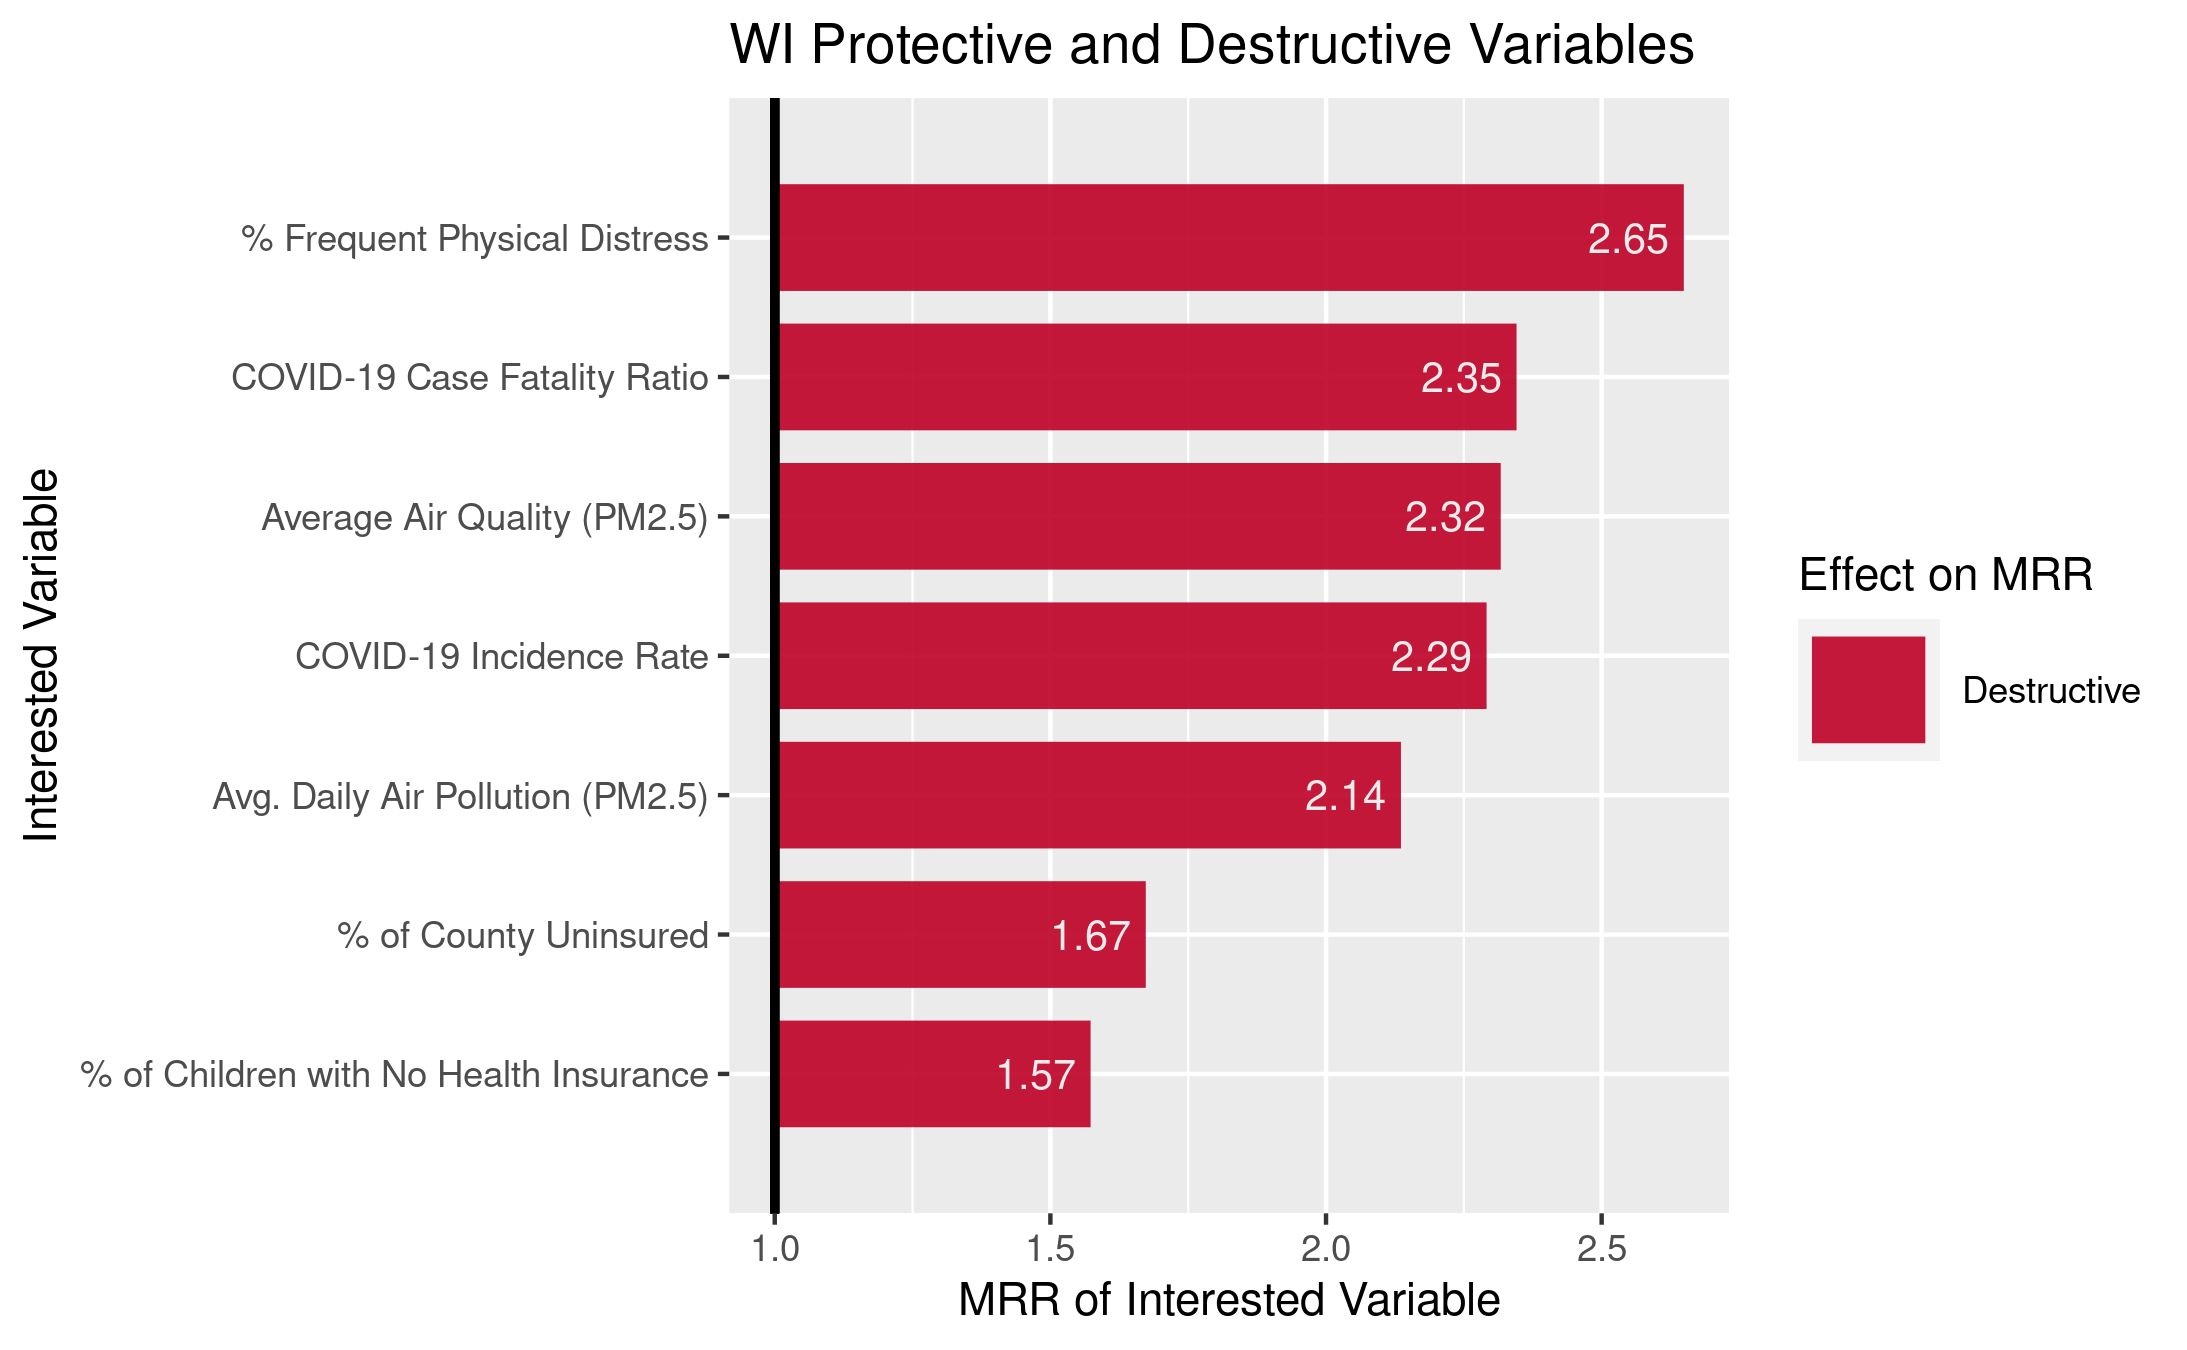 WI Protective and Destructive Variables
Interested Variable
% Frequent Physical Distress
2.65
COVID-19 Case Fatality Ratio
2.35
Average Air Quality (PM2.5)
2.32
COVID-19 Incidence Rate
2.29
Avg. Daily Air Pollution (PM2.5)
2.14
% of County Uninsured
1.67
% of Children with No Health Insurance
1.57
1.0 1.5 2.0 2.5
MRR of Interested Variable
Effect on MRR
Destructive